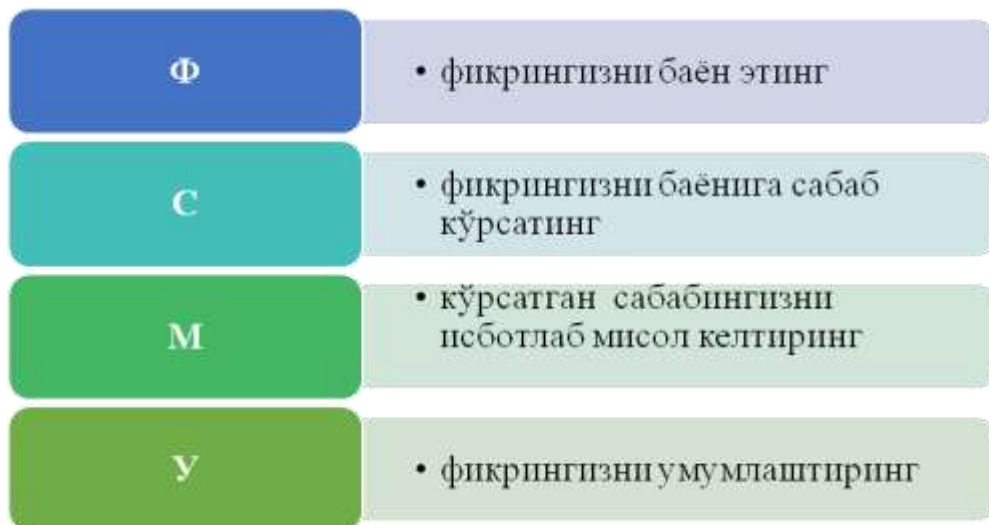 Ф
• фикрингизни баён этинг
С
• фикрингизни баёнига сабаб
кўрсатинг
М
• кўрсатган сабабингизни
исботлаб мисол келтиринг
У
• фикрингизни умумлаштиринг